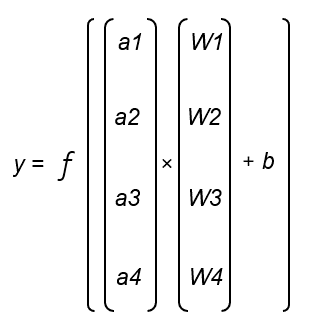 a1 W1
a2 W2
y = f × + b
a3 W3
a4 W4